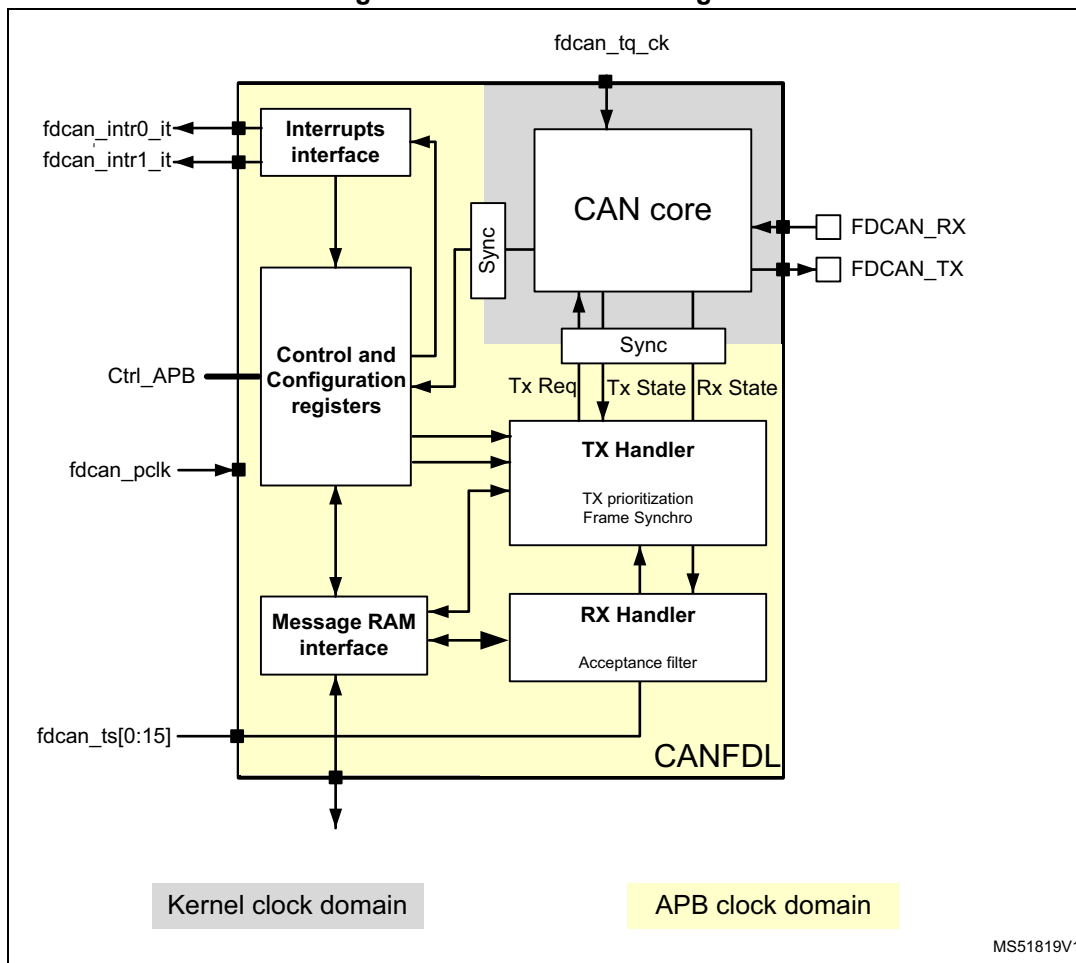 fdcan_tq_ck
fdcan_intr0_it
fdcan_intr1_it
Interrupts
interface
CAN core
Sync
FDCAN_RX
FDCAN_TX
Sync
Control and
Configuration
registers
Ctrl_APB
Tx Req
Tx State
Rx State
fdcan_pclk
TX Handler
TX prioritization
Frame Synchro
Message RAM
interface
RX Handler
Acceptance filter
fdcan_ts[0:15]
CANFDL
Kernel clock domain
APB clock domain
MS51819V1